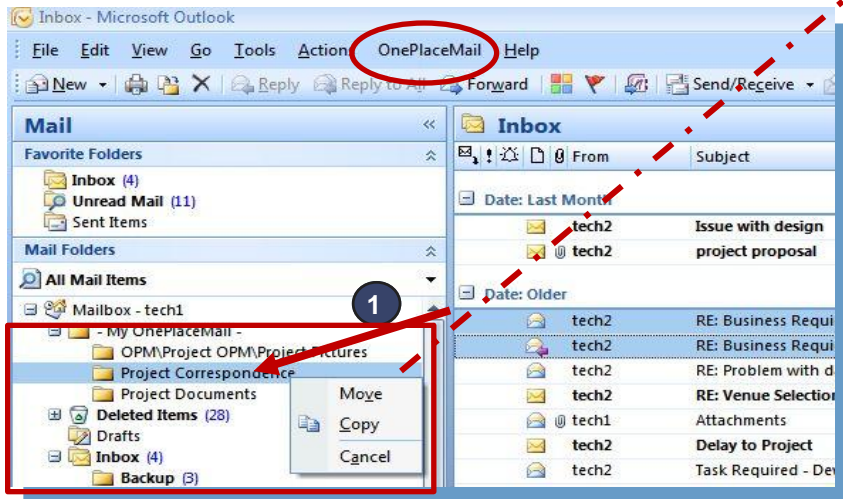 Inbox - Microsoft Outlook
File Edit View Go Tools Action OnePlaceMail Help
New Reply Reply to All Forward Send/Receive
Mail « Inbox
Favorite Folders From Subject
Inbox (4)
Unread Mail (11) Date: Last Month
Sent Items tech2 Issue with design
Mail Folders tech2 project proposal
All Mail Items
Date: Older
Mailbox - tech1 1
- My OnePlaceMail - tech2 RE: Business Requi
OPM\Project OPM\Project Pictures tech2 RE: Business Requi
Project Correspondence tech2 RE: Problem with d
Project Documents Move tech2 RE: Venue Selection
Deleted Items (28) Copy tech1 Attachments
Drafts tech2 Delay to Project
Inbox (4) Cancel tech2 Task Required - De
Backup (3)